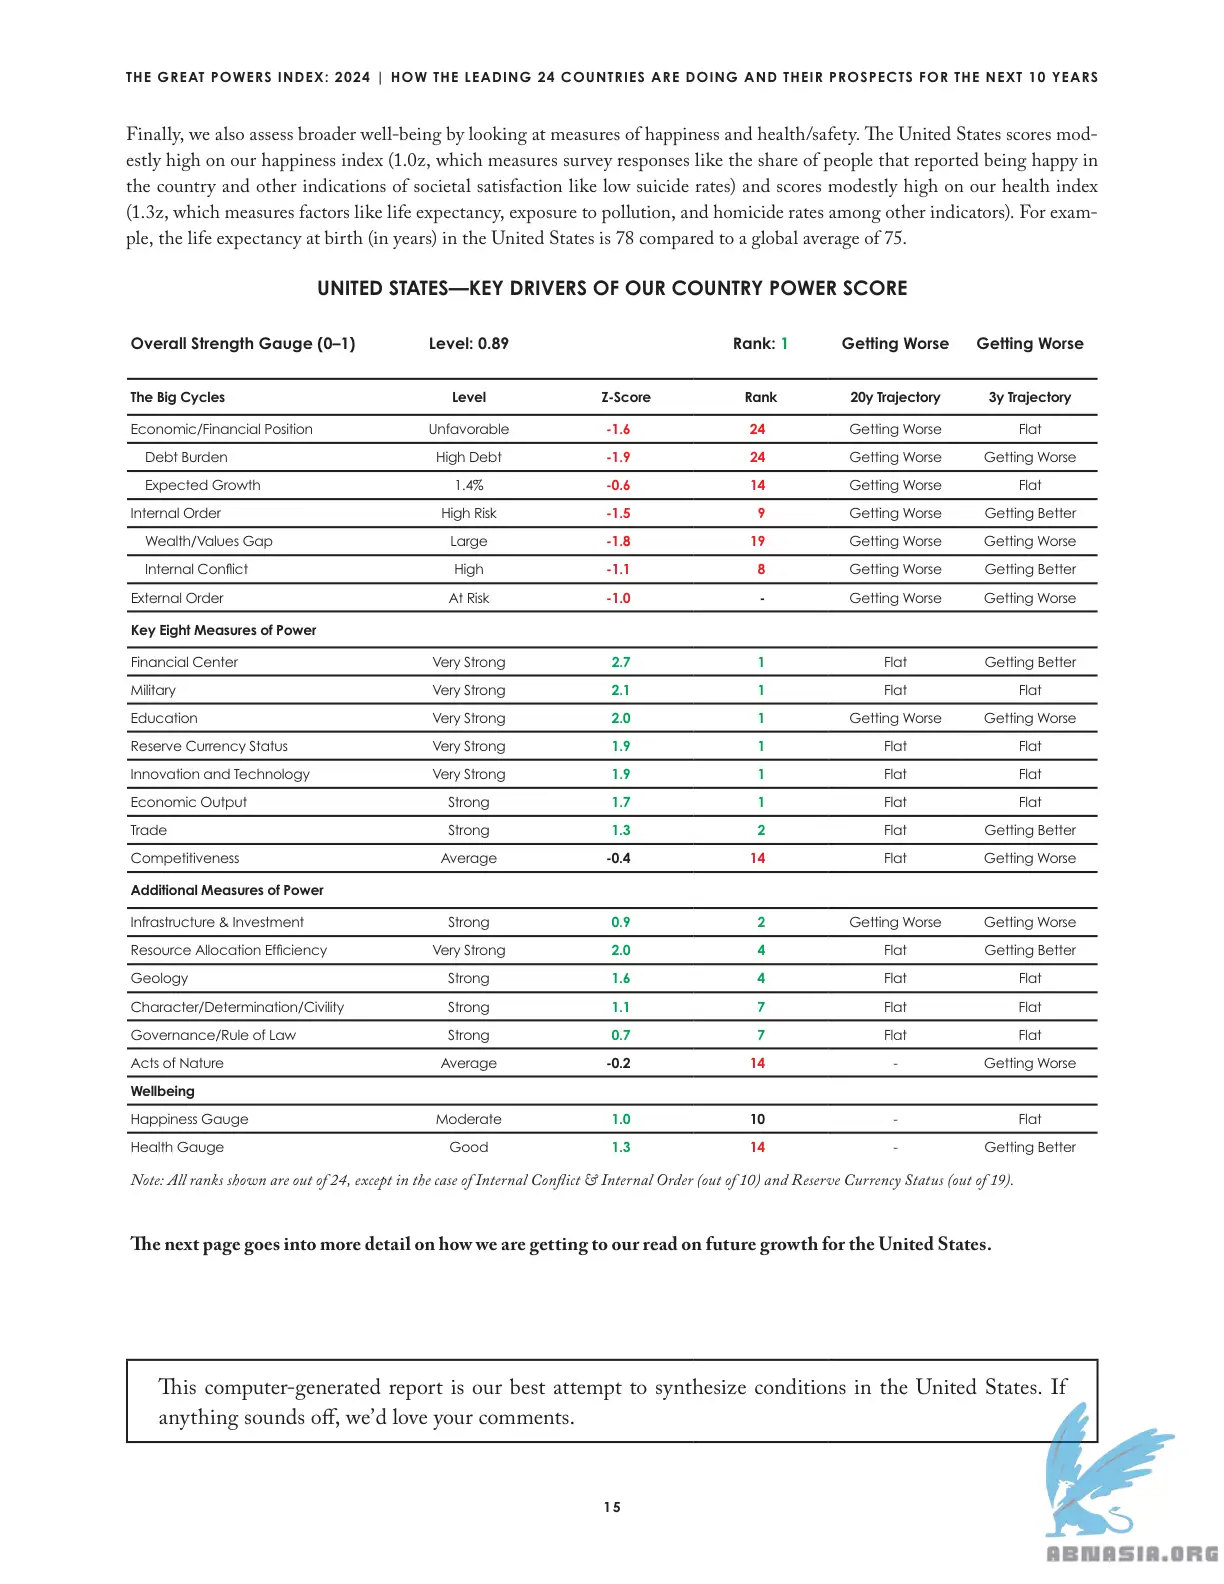 THE GREAT POWERS INDEX: 2024 | HOW THE LEADING 24 COUNTRIES ARE DOING AND THEIR PROSPECTS FOR THE NEXT 10 YEARS
Finally, we also assess broader well-being by looking at measures of happiness and health/safety. The United States scores mod-
estly high on our happiness index (1.0z, which measures survey responses like the share of people that reported being happy in
the country and other indications of societal satisfaction like low suicide rates) and scores modestly high on our health index
(1.3z, which measures factors like life expectancy, exposure to pollution, and homicide rates among other indicators). For exam-
ple, the life expectancy at birth (in years) in the United States is 78 compared to a global average of 75.
UNITED STATES—KEY DRIVERS OF OUR COUNTRY POWER SCORE
Overall Strength Gauge (0–1) Level: 0.89 Rank: 1 Getting Worse Getting Worse
The Big Cycles Level Z-Score Rank 20y Trajectory 3y Trajectory
Economic/Financial Position Unfavorable -1.6 24 Getting Worse Flat
Debt Burden High Debt -1.9 24 Getting Worse Getting Worse
Expected Growth 1.4% -0.6 14 Getting Worse Flat
Internal Order High Risk -1.5 9 Getting Worse Getting Better
Wealth/Values Gap Large -1.8 19 Getting Worse Getting Worse
Internal Conflict High -1.1 8 Getting Worse Getting Better
External Order At Risk -1.0 - Getting Worse Getting Worse
Key Eight Measures of Power
Financial Center Very Strong 2.7 1 Flat Getting Better
Military Very Strong 2.1 1 Flat Flat
Education Very Strong 2.0 1 Getting Worse Getting Worse
Reserve Currency Status Very Strong 1.9 1 Flat Flat
Innovation and Technology Very Strong 1.9 1 Flat Flat
Economic Output Strong 1.7 1 Flat Flat
Trade Strong 1.3 2 Flat Getting Better
Competitiveness Average -0.4 14 Flat Getting Worse
Additional Measures of Power
Infrastructure & Investment Strong 0.9 2 Getting Worse Getting Worse
Resource Allocation Efficiency Very Strong 2.0 4 Flat Getting Better
Geology Strong 1.6 4 Flat Flat
Character/Determination/Civility Strong 1.1 7 Flat Flat
Governance/Rule of Law Strong 0.7 7 Flat Flat
Acts of Nature Average -0.2 14 - Getting Worse
Wellbeing
Happiness Gauge Moderate 1.0 10 - Flat
Health Gauge Good 1.3 14 - Getting Better
Note: All ranks shown are out of 24, except in the case of Internal Conflict & Internal Order (out of 10) and Reserve Currency Status (out of 19).
The next page goes into more detail on how we are getting to our read on future growth for the United States.
This computer-generated report is our best attempt to synthesize conditions in the United States. If
anything sounds off, we'd love your comments.
15
ABNASIA.ORG